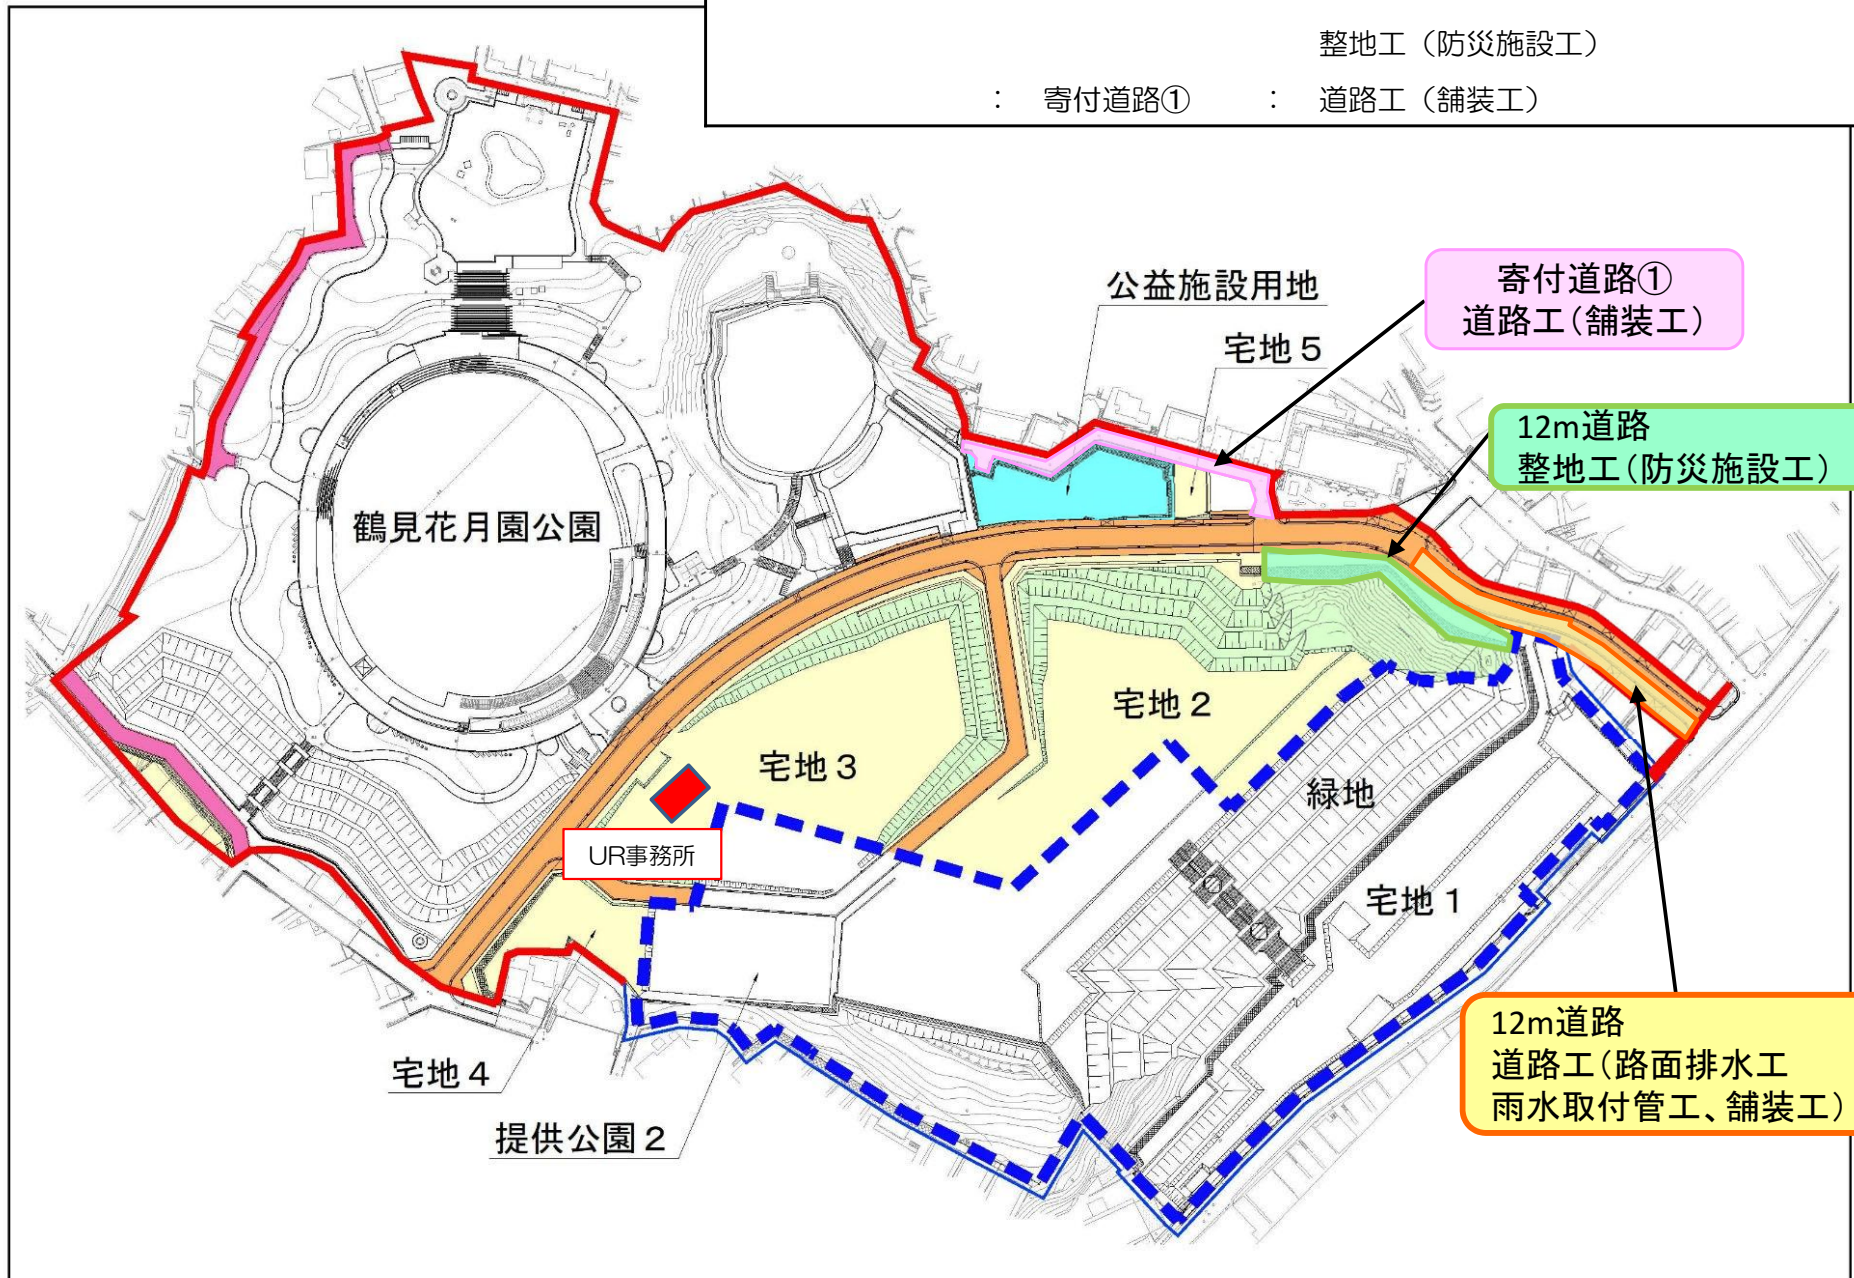 整地工（防災施設工）
： 寄付道路① ： 道路工（舗装工）
公益施設用地
寄付道路①
道路工（舗装工）
宅地５
12m道路
整地工（防災施設工）
鶴見花月園公園
宅地２
宅地３
緑地
UR事務所
宅地１
12m道路
道路工（路面排水工
雨水取付管工、舗装工）
宅地４
提供公園２